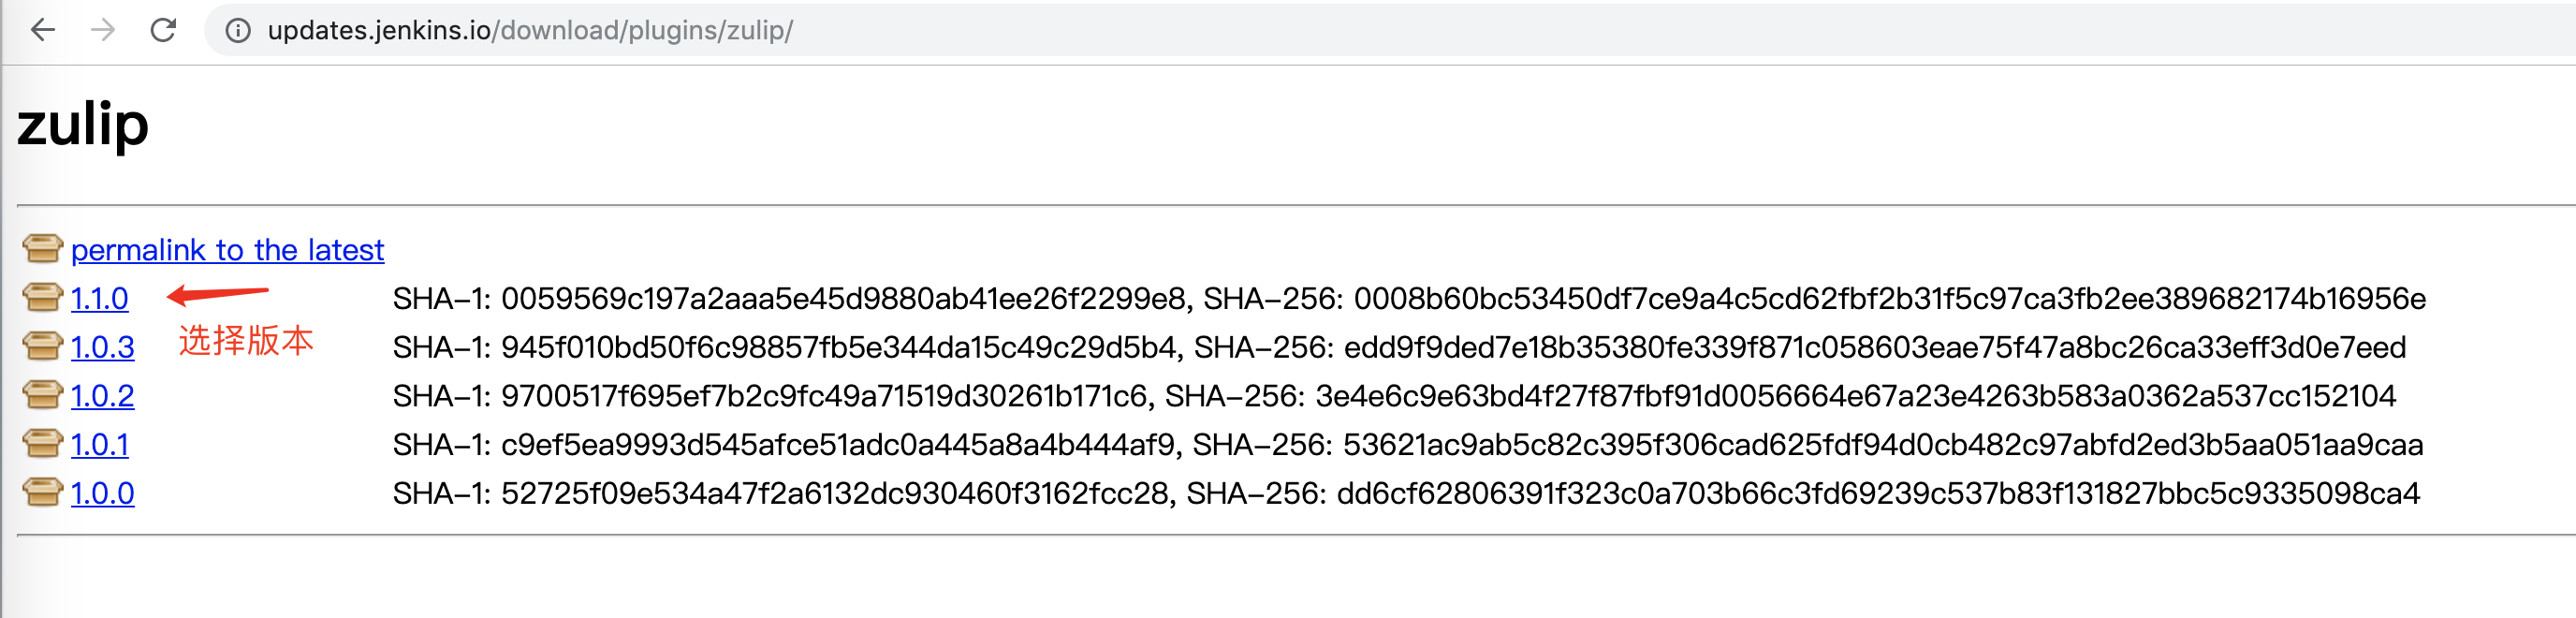 updates.jenkins.io/download/plugins/zulip/
zulip
permalink to the latest
1.1.0 SHA-1: 0059569c197a2aaa5e45d9880ab41ee26f2299e8, SHA-256: 0008b60bc53450df7ce9a4c5cd62fbf2b31f5c97ca3fb2ee389682174b16956e
选择版本
1.0.3 SHA-1: 945f010bd50f6c98857fb5e344da15c49c29d5b4, SHA-256: edd9f9ded7e18b35380fe339f871c058603eae75f47a8bc26ca33eff3d0e7eed
1.0.2 SHA-1: 9700517f695ef7b2c9fc49a71519d30261b171c6, SHA-256: 3e4e6c9e63bd4f27f87fbf91d0056664e67a23e4263b583a0362a537cc152104
1.0.1 SHA-1: c9ef5ea9993d545afce51adc0a445a8a4b444af9, SHA-256: 53621ac9ab5c82c395f306cad625fdf94d0cb482c97abfd2ed3b5aa051aa9caa
1.0.0 SHA-1: 52725f09e534a47f2a6132dc930460f3162fcc28, SHA-256: dd6cf62806391f323c0a703b66c3fd69239c537b83f131827bbc5c9335098ca4